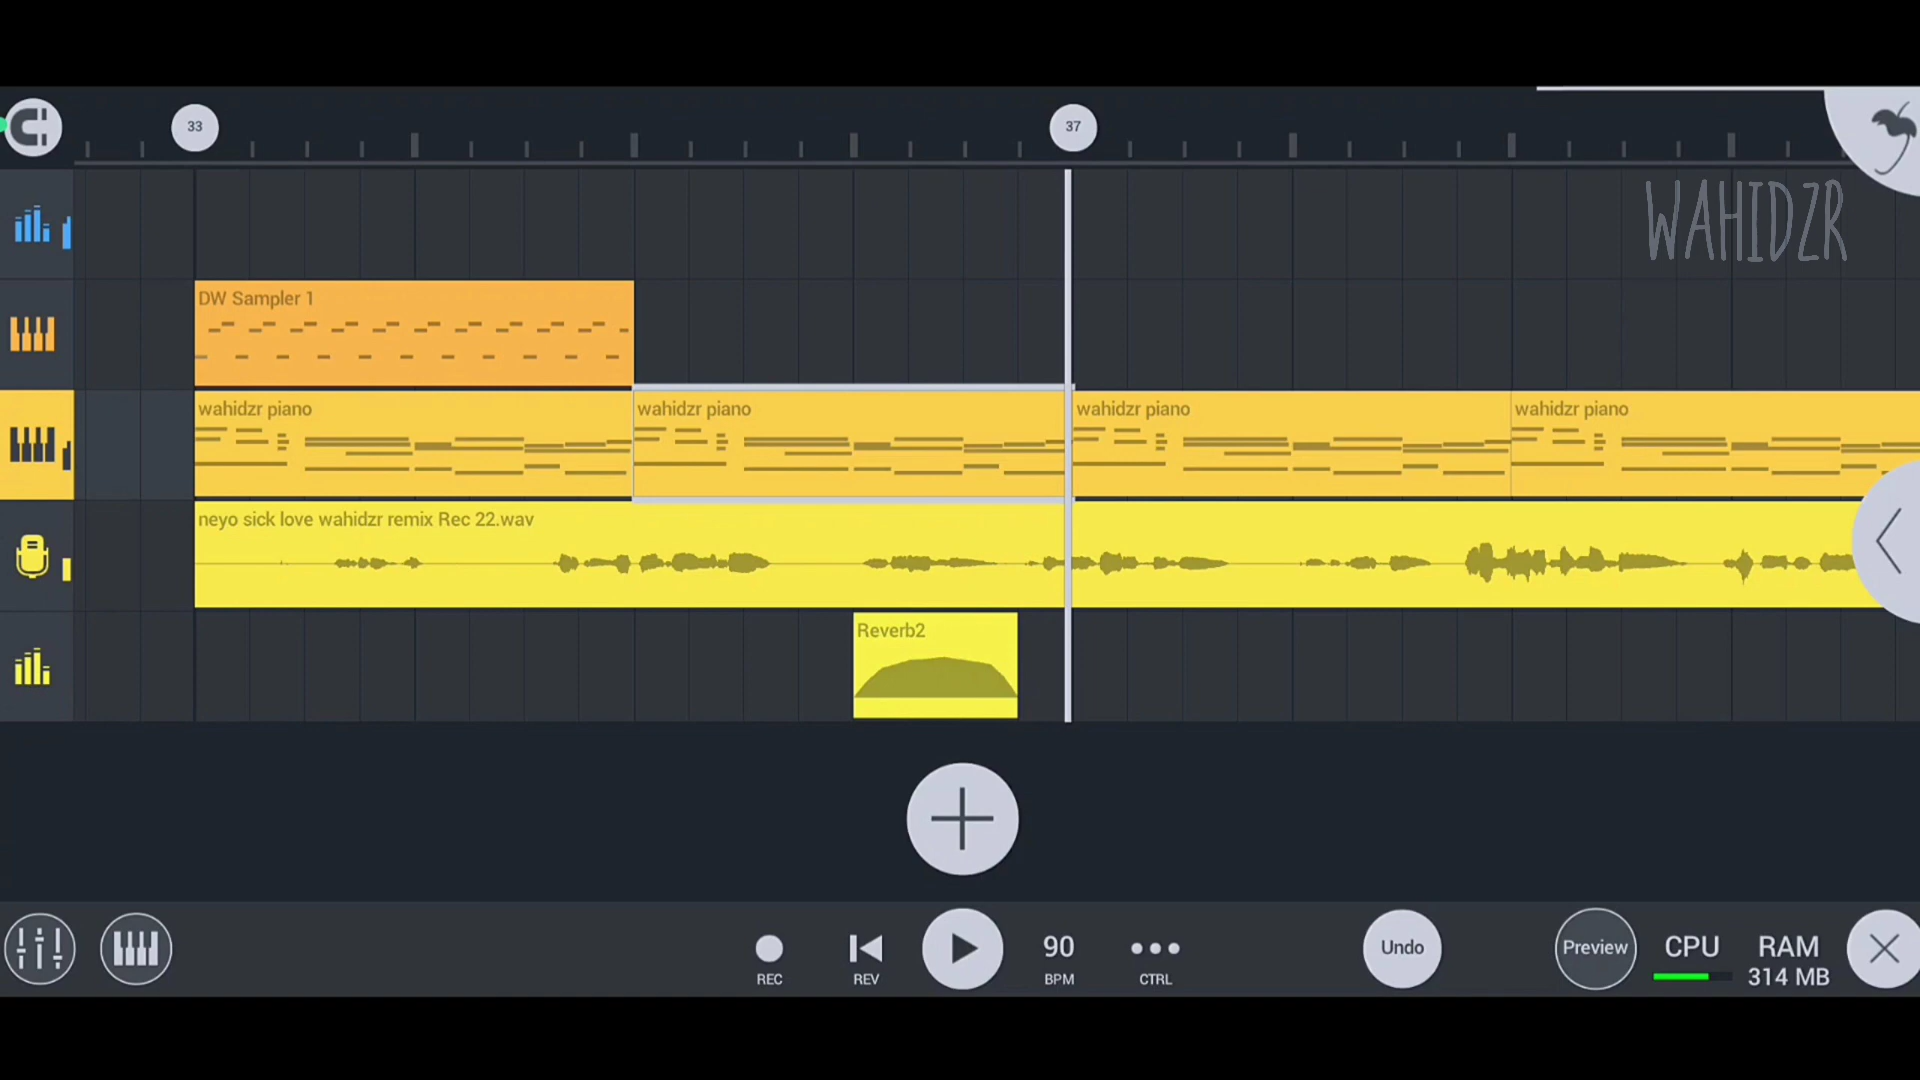 33
37
WAHIDZR
DW Sampler 1
wahidzr piano
wahidzr piano
wahidzr piano
wahidzr piano
neyo sick love wahidzr remix Rec 22.wav
Reverb2
REC
REV
90
BPM
CTRL
Undo
Preview
CPU
RAM
314 MB